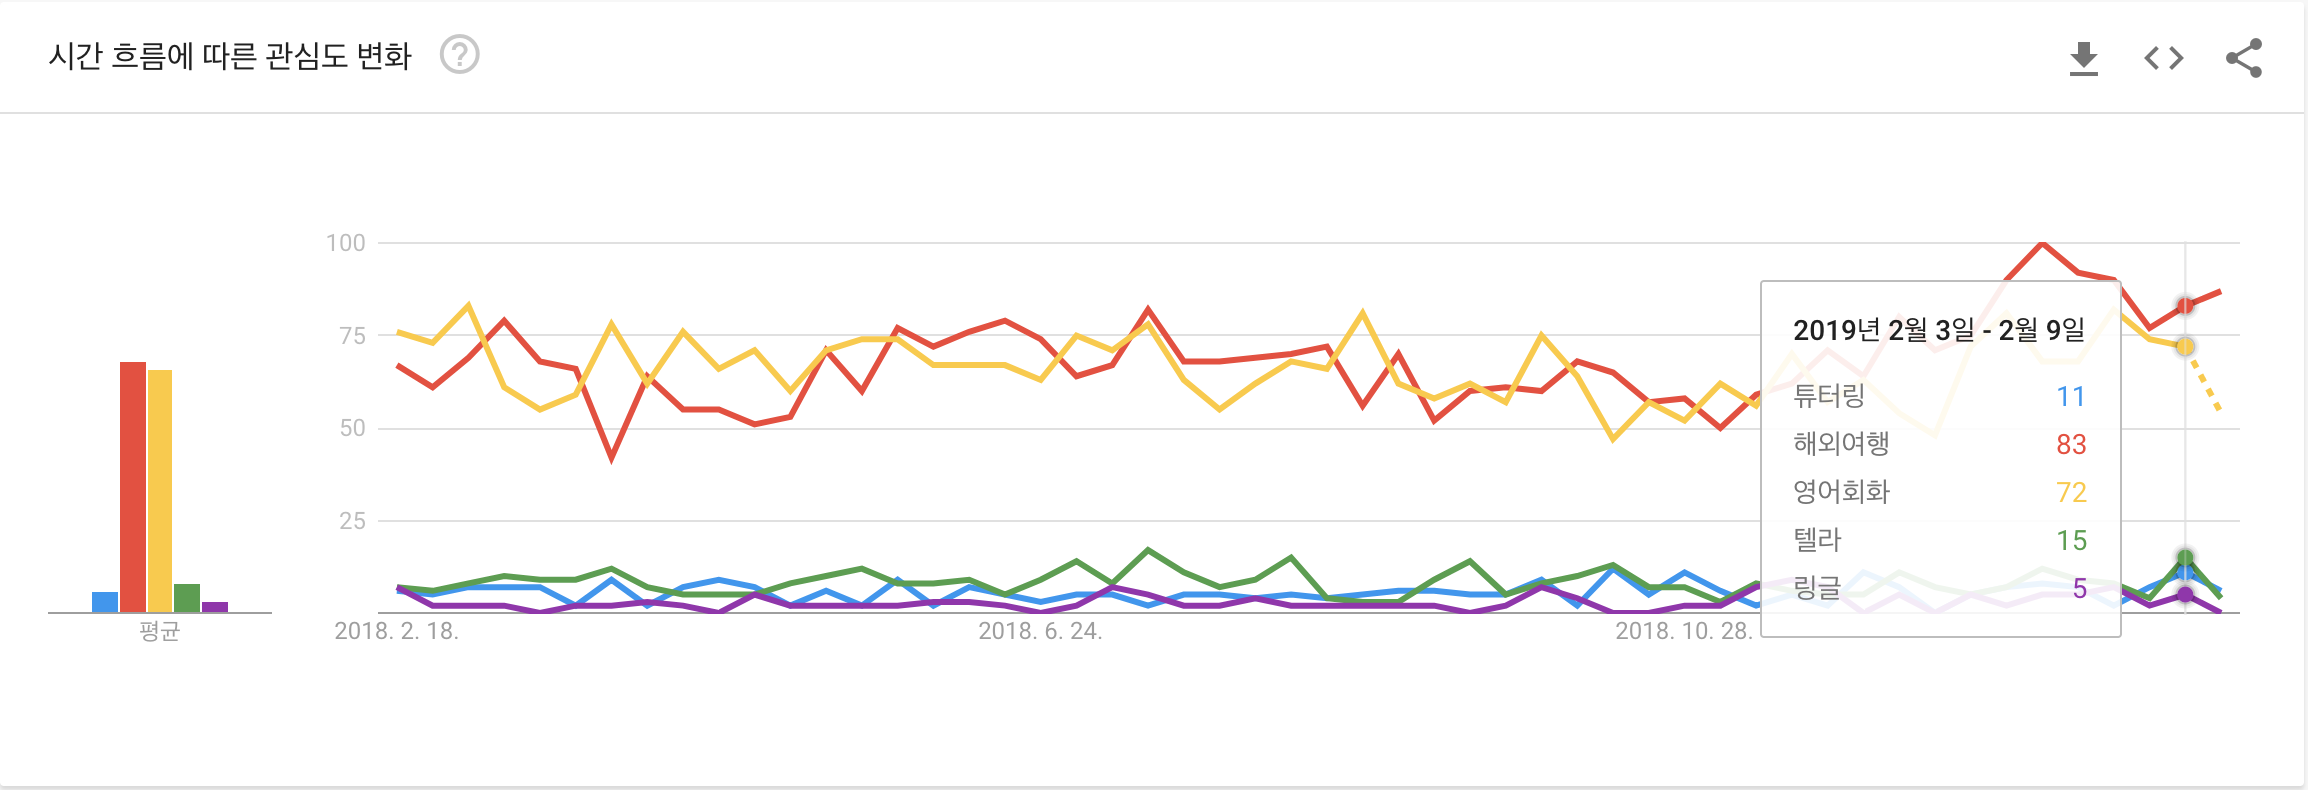 시간 흐름에 따른 관심도 변화 ?
100
75
50
25
평균
2018. 2. 18.
2018. 6. 24.
2018. 10. 28.
2019년 2월 3일 - 2월 9일
튜터링 11
해외여행 83
영어회화 72
텔라 15
링글 5